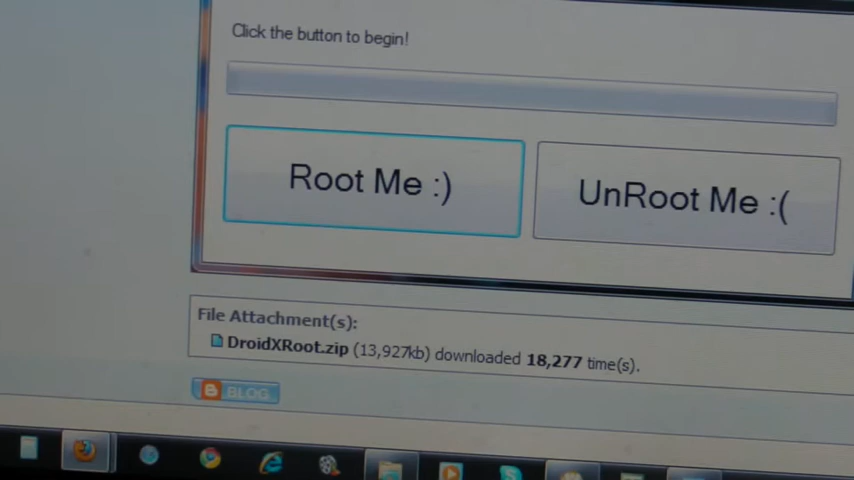 Click the button to begin!
Root Me :)
UnRoot Me :(
File Attachment(s):
DroidXRoot.zip (13,927kb) downloaded 18,277 time(s).
BLOG